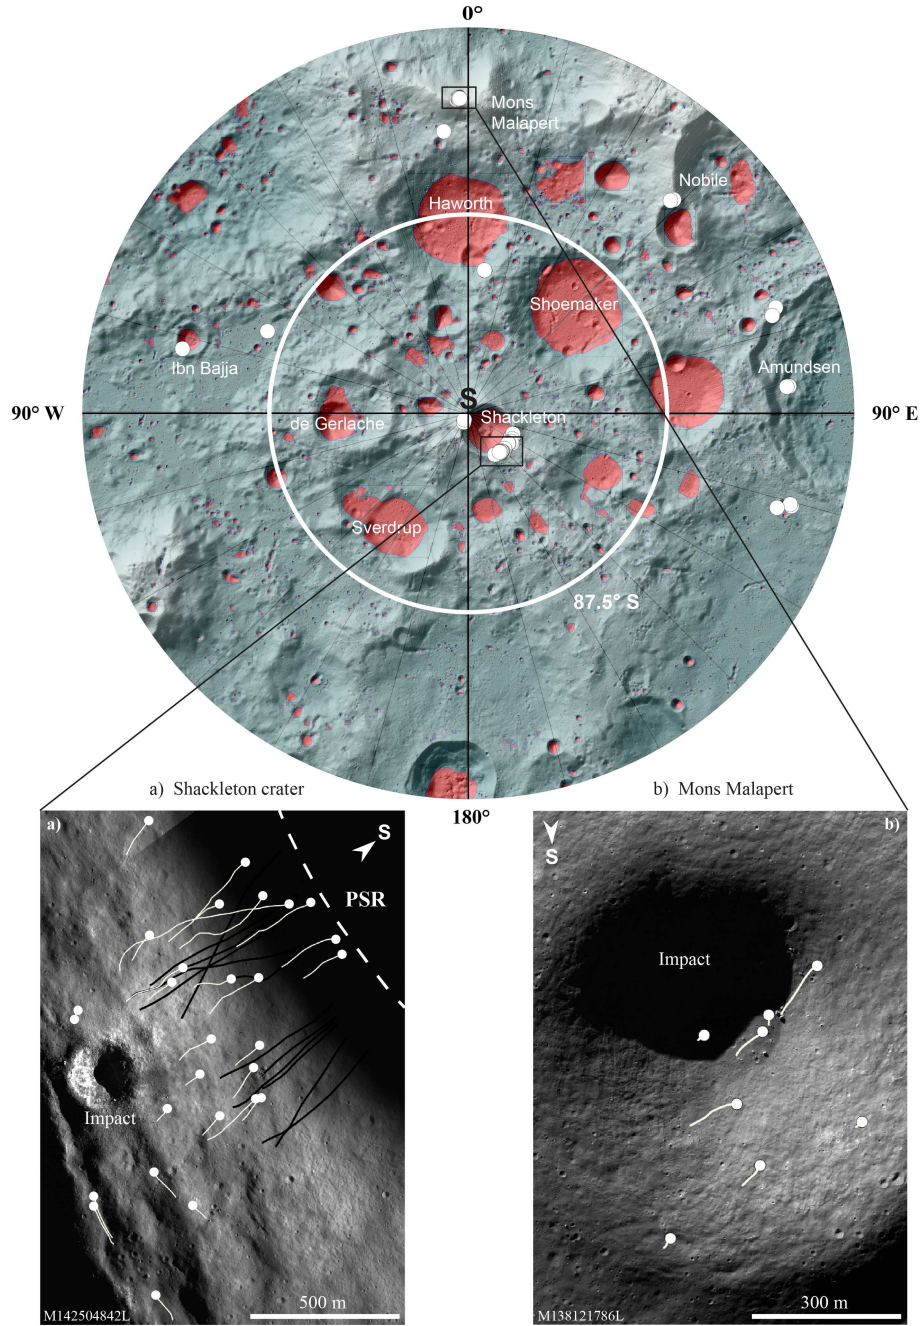 0°
Mons
Malapert
Nobile
Haworth
Shoemaker
Ibn Bajja
Amundsen
90° W
S
Shackleton
de Gerlache
90° E
Sverdrup
87.5° S
a) Shackleton crater
b) Mons Malapert
180°
a)
S
PSR
Impact
500 m
M142504842L
b)
S
Impact
300 m
M138121786L